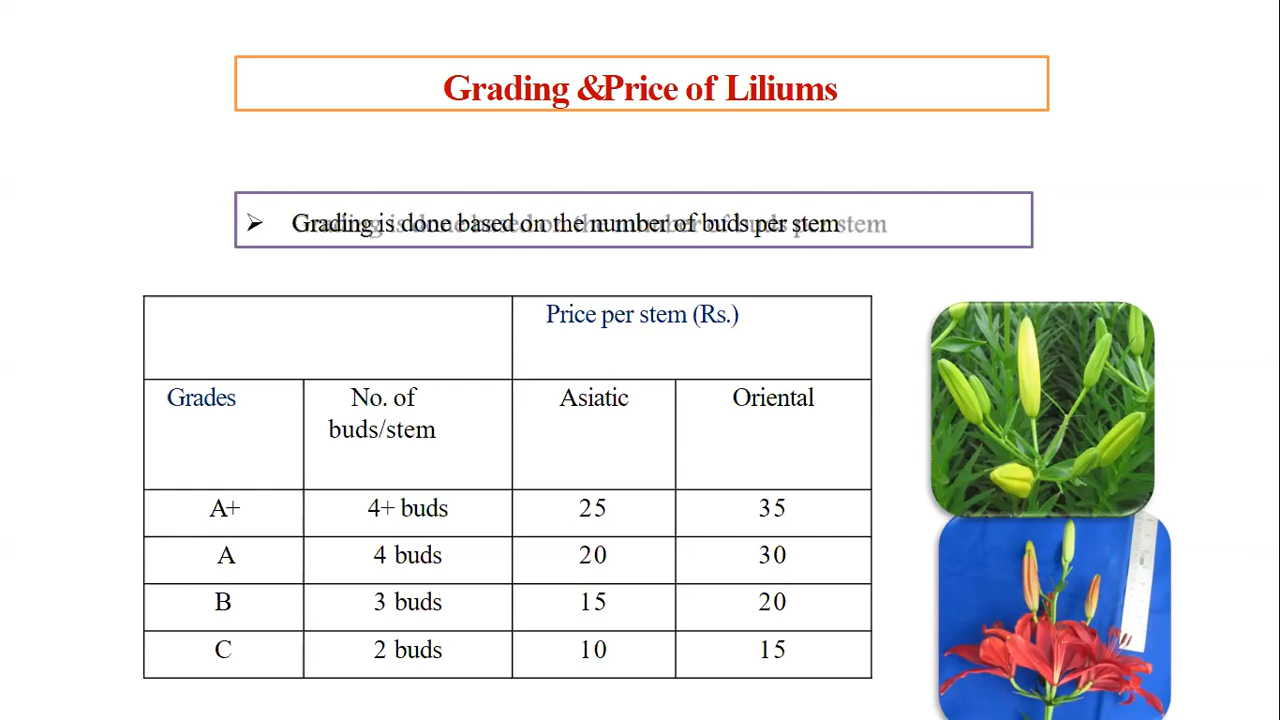 Grading &Price of Liliums
➢ Grading is done based on the number of buds per stem
Price per stem (Rs.)
Grades No. of buds/stem Asiatic Oriental
A+ 4+ buds 25 35
A 4 buds 20 30
B 3 buds 15 20
C 2 buds 10 15